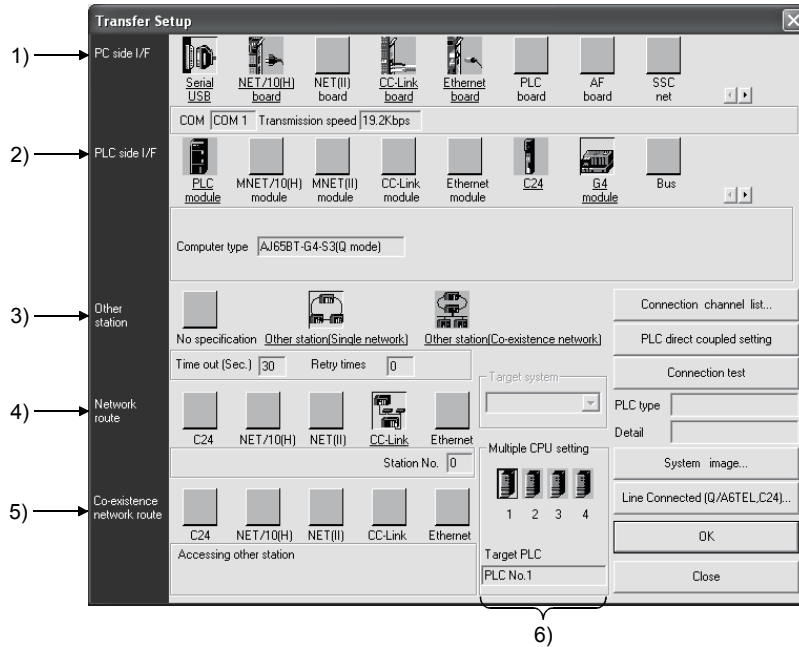 Transfer Setup
1)
PC side I/F
Serial USB
NET/10(H) board
NET(II) board
CC-Link board
Ethernet board
PLC board
AF board
SSC net
COM COM 1 Transmission speed 19.2Kbps
2)
PLC side I/F
PLC module
MNET/10(H) module
MNET(II) module
CC-Link module
Ethernet module
C24
G4 module
Bus
Computer type AJ65BT-G4-S3(Q mode)
3)
Other station
No specification
Other station(Single network)
Other station(Co-existence network)
Time out (Sec.) 30 Retry times 0
Connection channel list...
PLC direct coupled setting
Connection test
PLC type
Detail
System image...
Line Connected (Q/A6TEL,C24)...
OK
Close
Target system
4)
Network route
C24
NET/10(H)
NET(II)
CC-Link
Ethernet
Station No. 0
Multiple CPU setting
1 2 3 4
Target PLC
PLC No.1
5)
Co-existence network route
C24
NET/10(H)
NET(II)
CC-Link
Ethernet
Accessing other station
6)